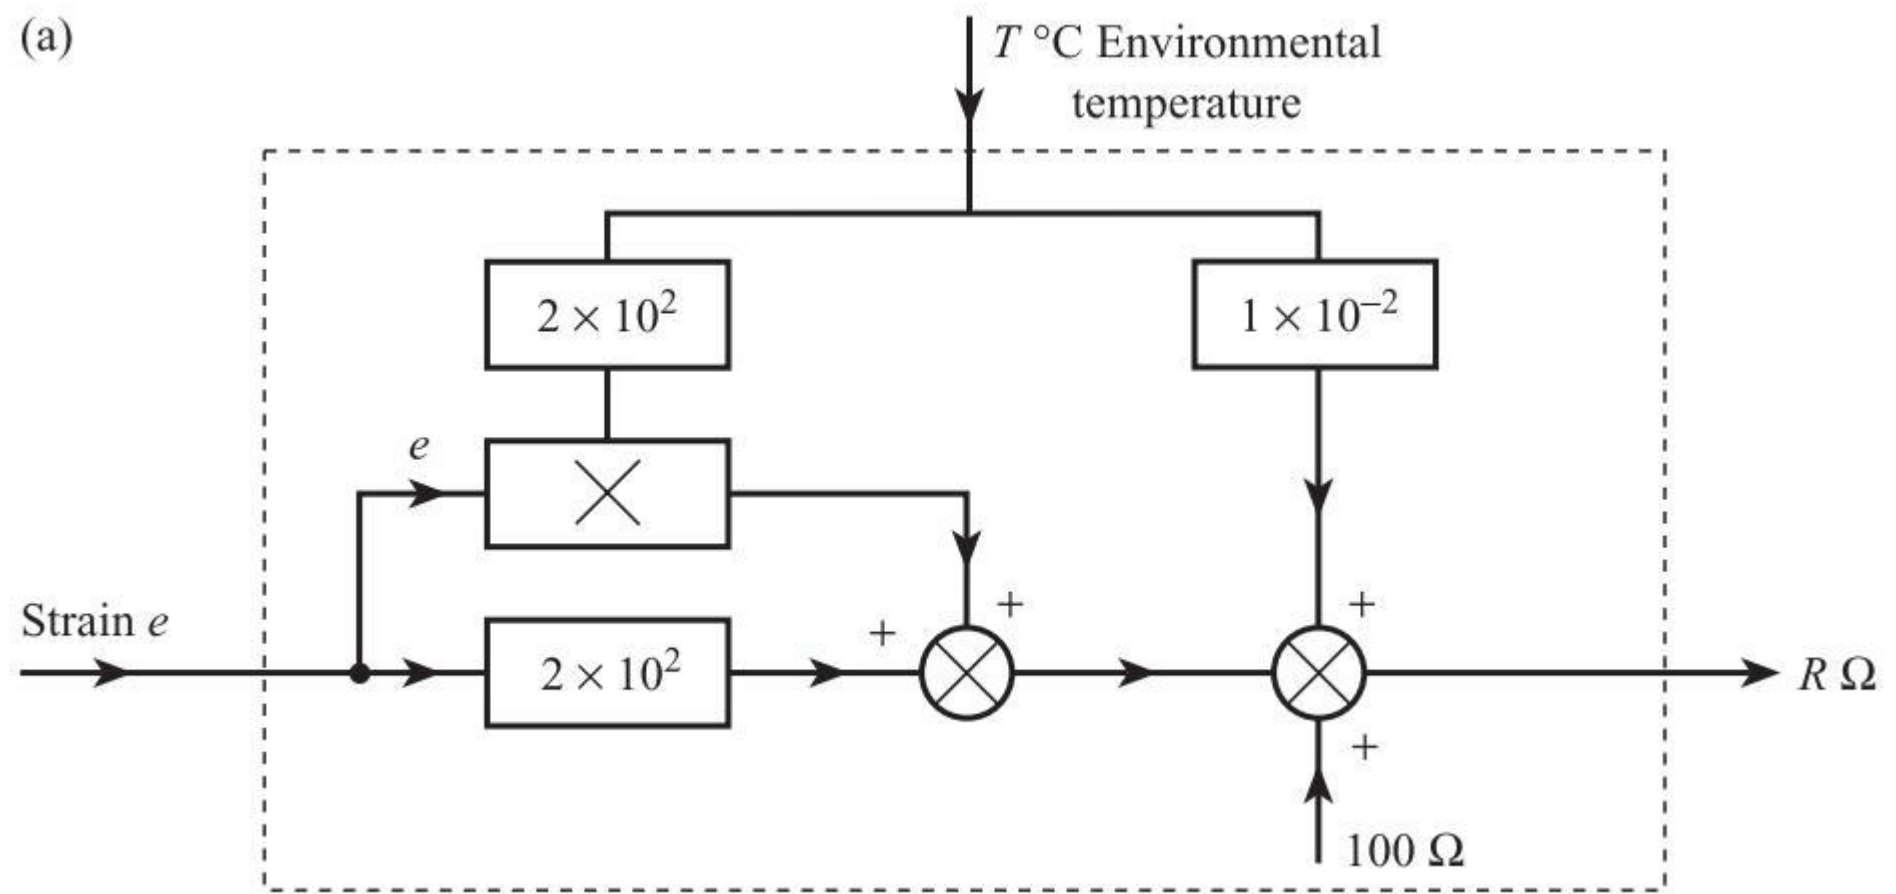 (a)
T °C Environmental
temperature
2 × 10²
1 × 10⁻²
e
×
+
+
Strain e
+
2 × 10²
R Ω
+
100 Ω